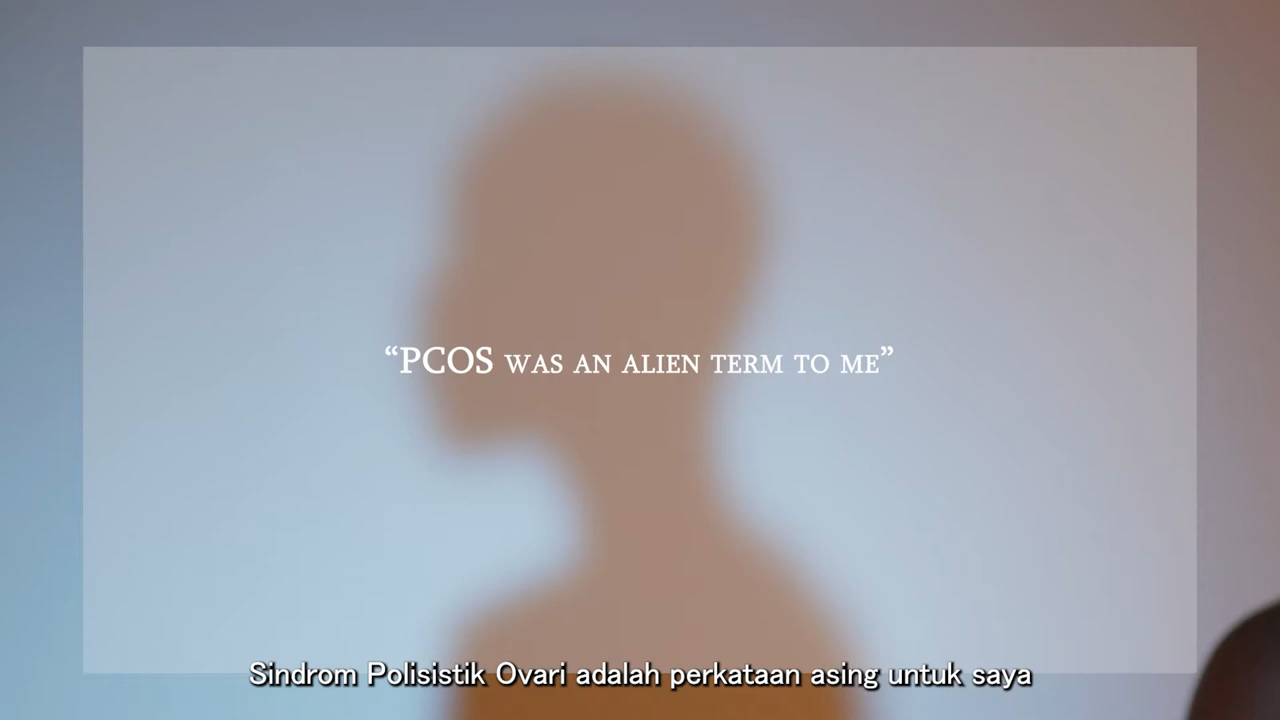 “PCOS WAS AN ALIEN TERM TO ME”
Sindrom Polisistik Ovari adalah perkataan asing untuk saya